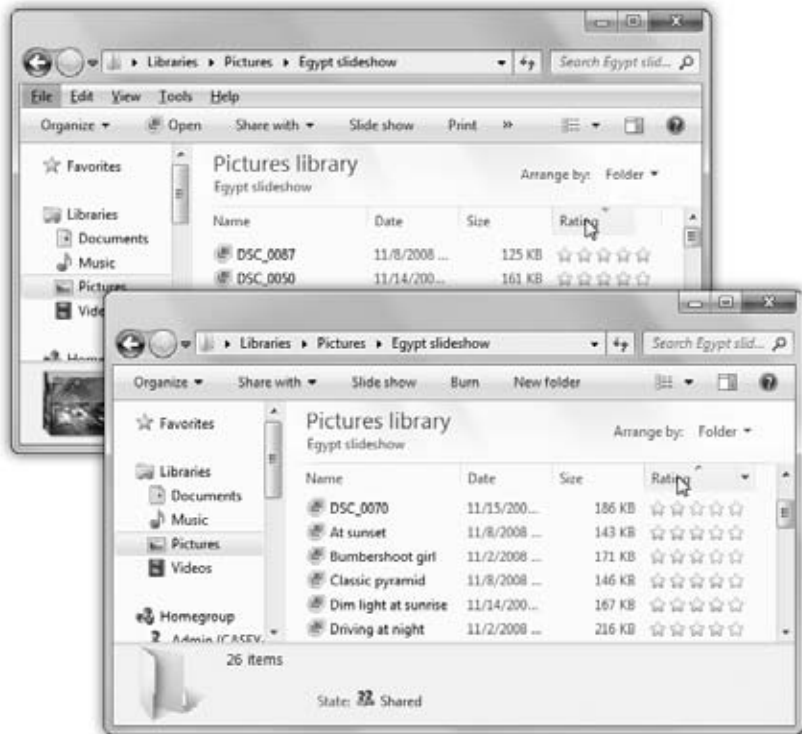 Libraries ▸ Pictures ▸ Egypt slideshow
Search Egypt slid...
File Edit View Tools Help
Organize Open Share with Slide show Print »
Favorites
Libraries
Documents
Music
Pictures
Pictures library
Egypt slideshow
Arrange by: Folder
Name Date Size Rating
DSC_0087 11/8/2008 ... 125 KB
DSC_0050 11/14/200... 161 KB
Libraries ▸ Pictures ▸ Egypt slideshow
Search Egypt slid...
Organize Share with Slide show Burn New folder
Favorites
Libraries
Documents
Music
Pictures
Videos
Homegroup
Pictures library
Egypt slideshow
Arrange by: Folder
Name Date Size Rating
DSC_0070 11/15/200... 186 KB
At sunset 11/8/2008 ... 143 KB
Bumbershoot girl 11/2/2008 ... 171 KB
Classic pyramid 11/8/2008 ... 146 KB
Dim light at sunrise 11/14/200... 167 KB
Driving at night 11/2/2008 ... 216 KB
26 items
State: Shared